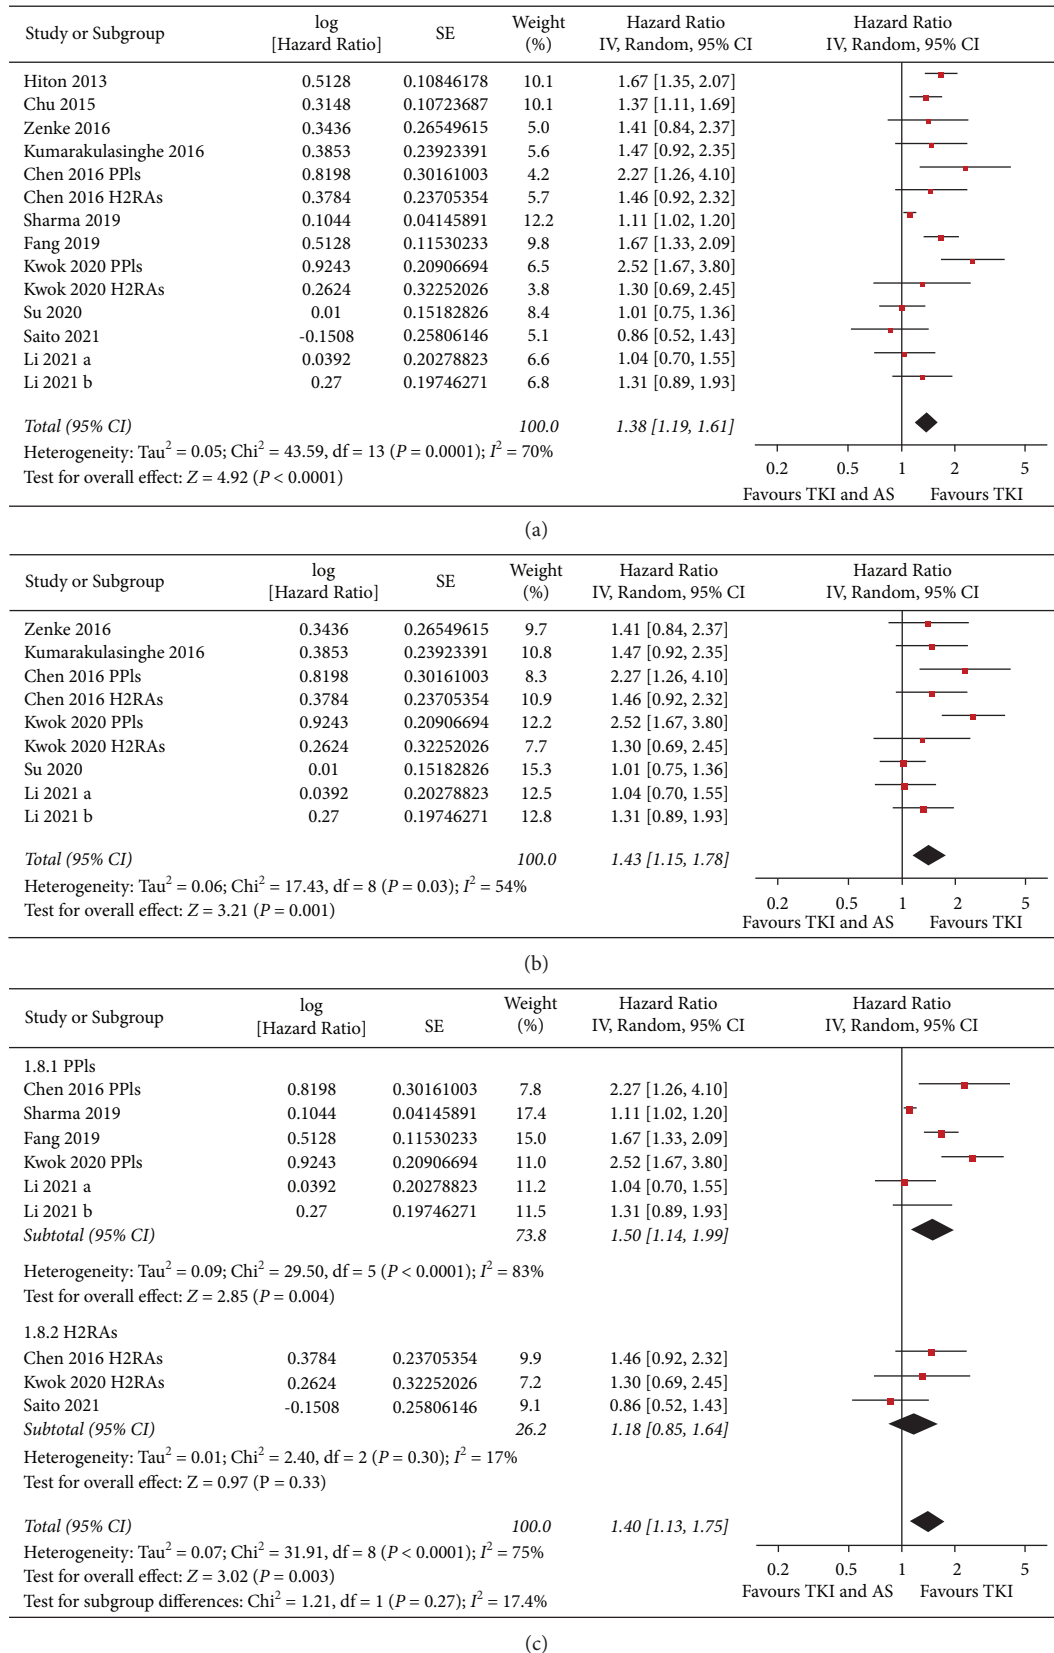 Study or Subgroup log [Hazard Ratio] SE Weight (%) Hazard Ratio IV, Random, 95% CI Hazard Ratio IV, Random, 95% CI
Hiton 2013 0.5128 0.10846178 10.1 1.67 [1.35, 2.07]
Chu 2015 0.3148 0.10723687 10.1 1.37 [1.11, 1.69]
Zenke 2016 0.3436 0.26549615 5.0 1.41 [0.84, 2.37]
Kumarakulasinghe 2016 0.3853 0.23923391 5.6 1.47 [0.92, 2.35]
Chen 2016 PPls 0.8198 0.30161003 4.2 2.27 [1.26, 4.10]
Chen 2016 H2RAs 0.3784 0.23705354 5.7 1.46 [0.92, 2.32]
Sharma 2019 0.1044 0.04145891 12.2 1.11 [1.02, 1.20]
Fang 2019 0.5128 0.11530233 9.8 1.67 [1.33, 2.09]
Kwok 2020 PPls 0.9243 0.20906694 6.5 2.52 [1.67, 3.80]
Kwok 2020 H2RAs 0.2624 0.32252026 3.8 1.30 [0.69, 2.45]
Su 2020 0.01 0.15182826 8.4 1.01 [0.75, 1.36]
Saito 2021 -0.1508 0.25806146 5.1 0.86 [0.52, 1.43]
Li 2021 a 0.0392 0.20278823 6.6 1.04 [0.70, 1.55]
Li 2021 b 0.27 0.19746271 6.8 1.31 [0.89, 1.93]
Total (95% CI) 100.0 1.38 [1.19, 1.61]
Heterogeneity: Tau² = 0.05; Chi² = 43.59, df = 13 (P = 0.0001); I² = 70%
Test for overall effect: Z = 4.92 (P < 0.0001)
0.2 0.5 1 2 5
Favours TKI and AS Favours TKI
(a)
Study or Subgroup log [Hazard Ratio] SE Weight (%) Hazard Ratio IV, Random, 95% CI Hazard Ratio IV, Random, 95% CI
Zenke 2016 0.3436 0.26549615 9.7 1.41 [0.84, 2.37]
Kumarakulasinghe 2016 0.3853 0.23923391 10.8 1.47 [0.92, 2.35]
Chen 2016 PPls 0.8198 0.30161003 8.3 2.27 [1.26, 4.10]
Chen 2016 H2RAs 0.3784 0.23705354 10.9 1.46 [0.92, 2.32]
Kwok 2020 PPls 0.9243 0.20906694 12.2 2.52 [1.67, 3.80]
Kwok 2020 H2RAs 0.2624 0.32252026 7.7 1.30 [0.69, 2.45]
Su 2020 0.01 0.15182826 15.3 1.01 [0.75, 1.36]
Li 2021 a 0.0392 0.20278823 12.5 1.04 [0.70, 1.55]
Li 2021 b 0.27 0.19746271 12.8 1.31 [0.89, 1.93]
Total (95% CI) 100.0 1.43 [1.15, 1.78]
Heterogeneity: Tau² = 0.06; Chi² = 17.43, df = 8 (P = 0.03); I² = 54%
Test for overall effect: Z = 3.21 (P = 0.001)
0.2 0.5 1 2 5
Favours TKI and AS Favours TKI
(b)
Study or Subgroup log [Hazard Ratio] SE Weight (%) Hazard Ratio IV, Random, 95% CI Hazard Ratio IV, Random, 95% CI
1.8.1 PPls
Chen 2016 PPls 0.8198 0.30161003 7.8 2.27 [1.26, 4.10]
Sharma 2019 0.1044 0.04145891 17.4 1.11 [1.02, 1.20]
Fang 2019 0.5128 0.11530233 15.0 1.67 [1.33, 2.09]
Kwok 2020 PPls 0.9243 0.20906694 11.0 2.52 [1.67, 3.80]
Li 2021 a 0.0392 0.20278823 11.2 1.04 [0.70, 1.55]
Li 2021 b 0.27 0.19746271 11.5 1.31 [0.89, 1.93]
Subtotal (95% CI) 73.8 1.50 [1.14, 1.99]
Heterogeneity: Tau² = 0.09; Chi² = 29.50, df = 5 (P < 0.0001); I² = 83%
Test for overall effect: Z = 2.85 (P = 0.004)
1.8.2 H2RAs
Chen 2016 H2RAs 0.3784 0.23705354 9.9 1.46 [0.92, 2.32]
Kwok 2020 H2RAs 0.2624 0.32252026 7.2 1.30 [0.69, 2.45]
Saito 2021 -0.1508 0.25806146 9.1 0.86 [0.52, 1.43]
Subtotal (95% CI) 26.2 1.18 [0.85, 1.64]
Heterogeneity: Tau² = 0.01; Chi² = 2.40, df = 2 (P = 0.30); I² = 17%
Test for overall effect: Z = 0.97 (P = 0.33)
Total (95% CI) 100.0 1.40 [1.13, 1.75]
Heterogeneity: Tau² = 0.07; Chi² = 31.91, df = 8 (P < 0.0001); I² = 75%
Test for overall effect: Z = 3.02 (P = 0.003)
Test for subgroup differences: Chi² = 1.21, df = 1 (P = 0.27); I² = 17.4%
0.2 0.5 1 2 5
Favours TKI and AS Favours TKI
(c)